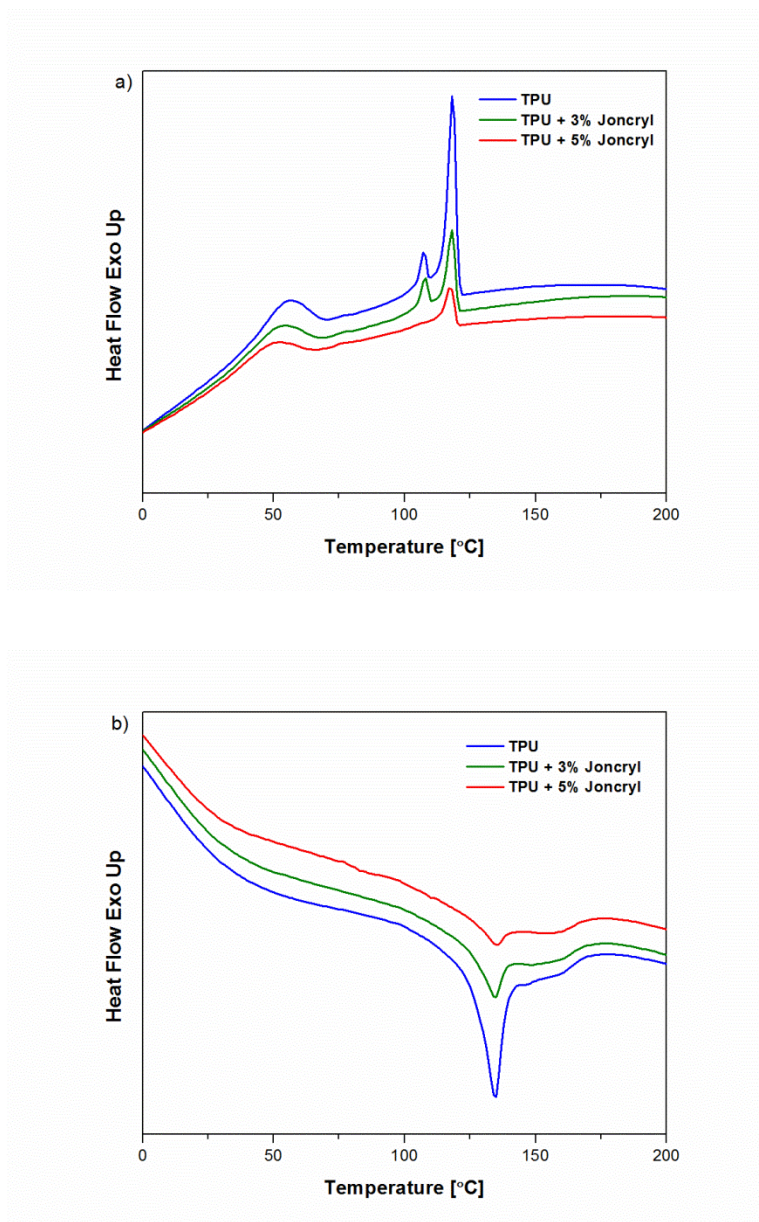 a)
TPU
TPU + 3% Joncryl
TPU + 5% Joncryl
Heat Flow Exo Up
0 50 100 150 200
Temperature [°C]
b)
TPU
TPU + 3% Joncryl
TPU + 5% Joncryl
Heat Flow Exo Up
0 50 100 150 200
Temperature [°C]